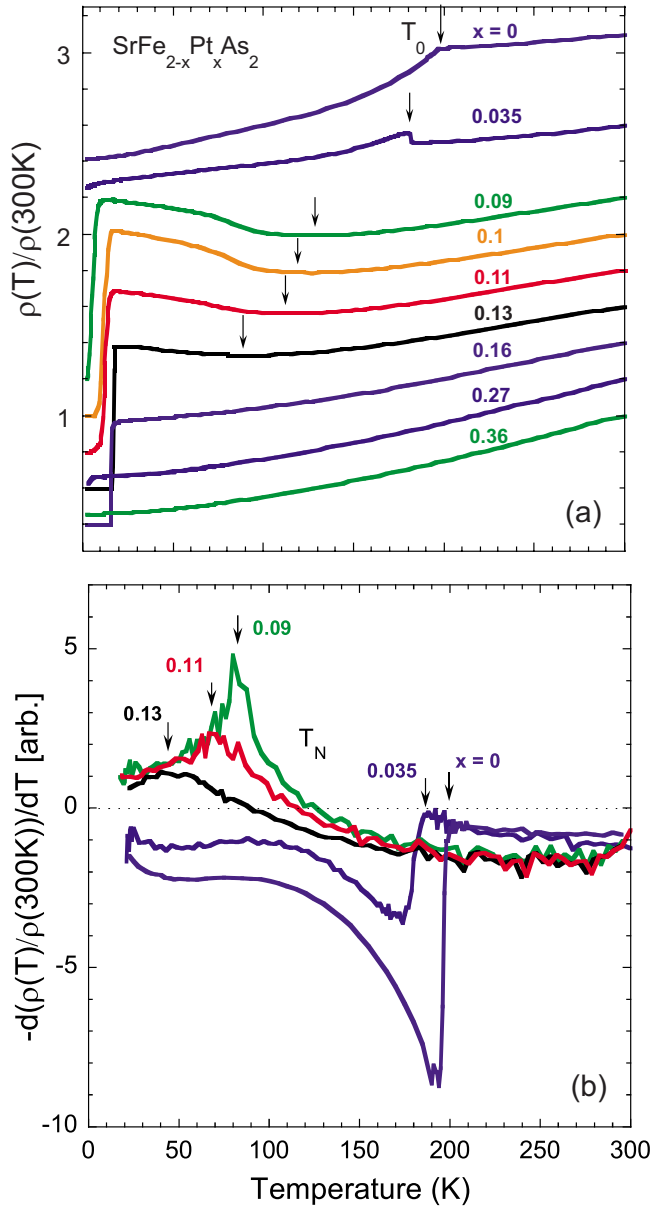 SrFe2-xPtxAs2
T0
x = 0
0.035
0.09
0.1
0.11
0.13
0.16
0.27
0.36
3
2
1
ρ(T)/ρ(300K)
(a)
5
0
-5
-10
-d(ρ(T)/ρ(300K))/dT [arb.]
0.09
0.11
0.13
TN
0.035
x = 0
(b)
0 50 100 150 200 250 300
Temperature (K)